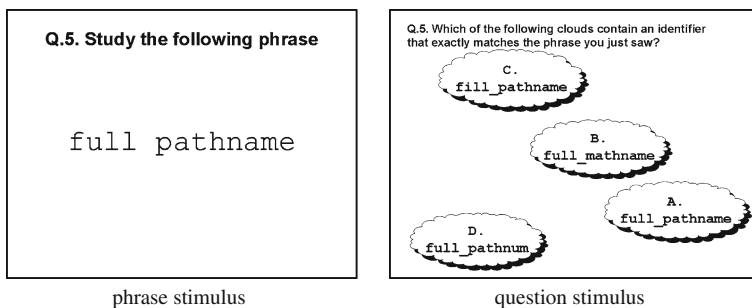 Q.5. Study the following phrase
full pathname
phrase stimulus
Q.5. Which of the following clouds contain an identifier
that exactly matches the phrase you just saw?
C.
fill_pathname
B.
full_mathname
A.
full_pathname
D.
full_pathnum
question stimulus